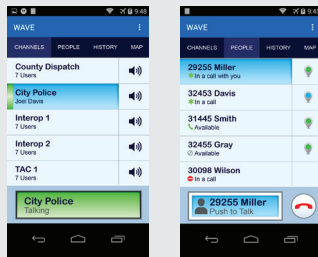 9:48
WAVE
CHANNELS PEOPLE HISTORY MAP
County Dispatch
7 Users
City Police
Joel Davis
Interop 1
7 Users
Interop 2
7 Users
TAC 1
7 Users
City Police
Talking
9:45
WAVE
CHANNELS PEOPLE HISTORY MAP
29255 Miller
In a call with you
32453 Davis
In a call
31445 Smith
Available
32455 Gray
Available
30098 Wilson
In a call
29255 Miller
Push to Talk